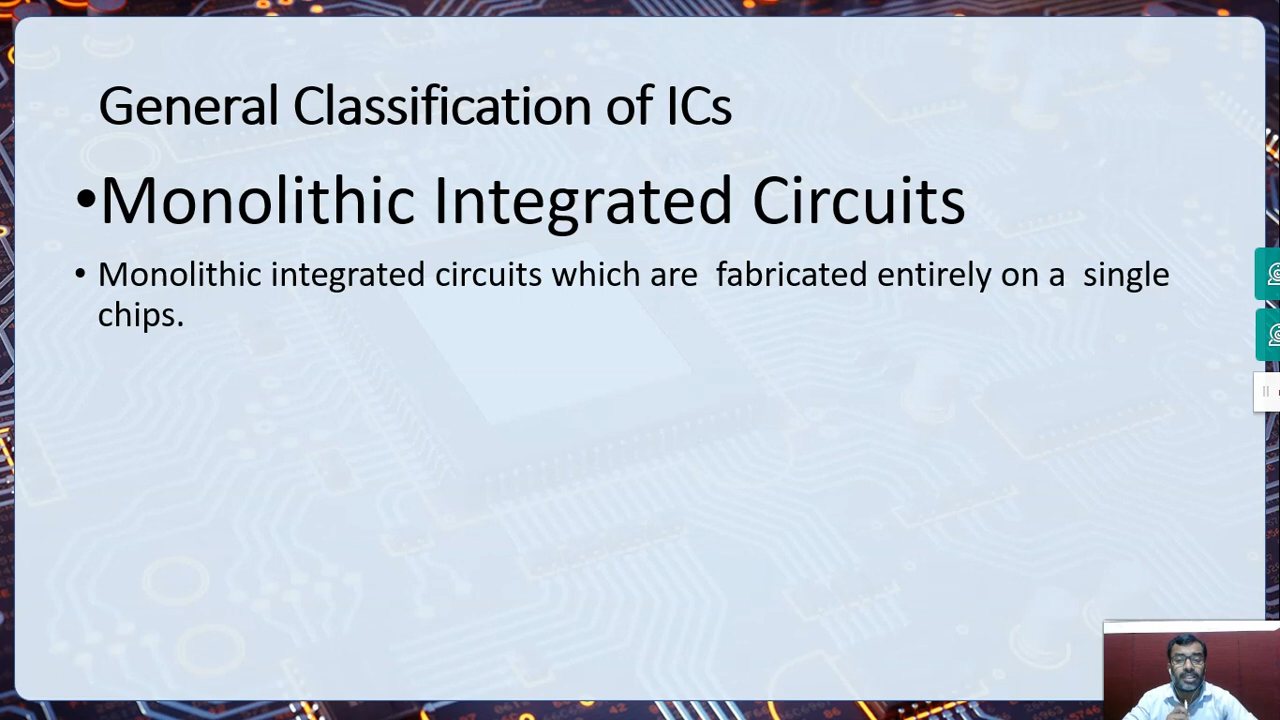 General Classification of ICs
•Monolithic Integrated Circuits
• Monolithic integrated circuits which are  fabricated entirely on a  single
chips.